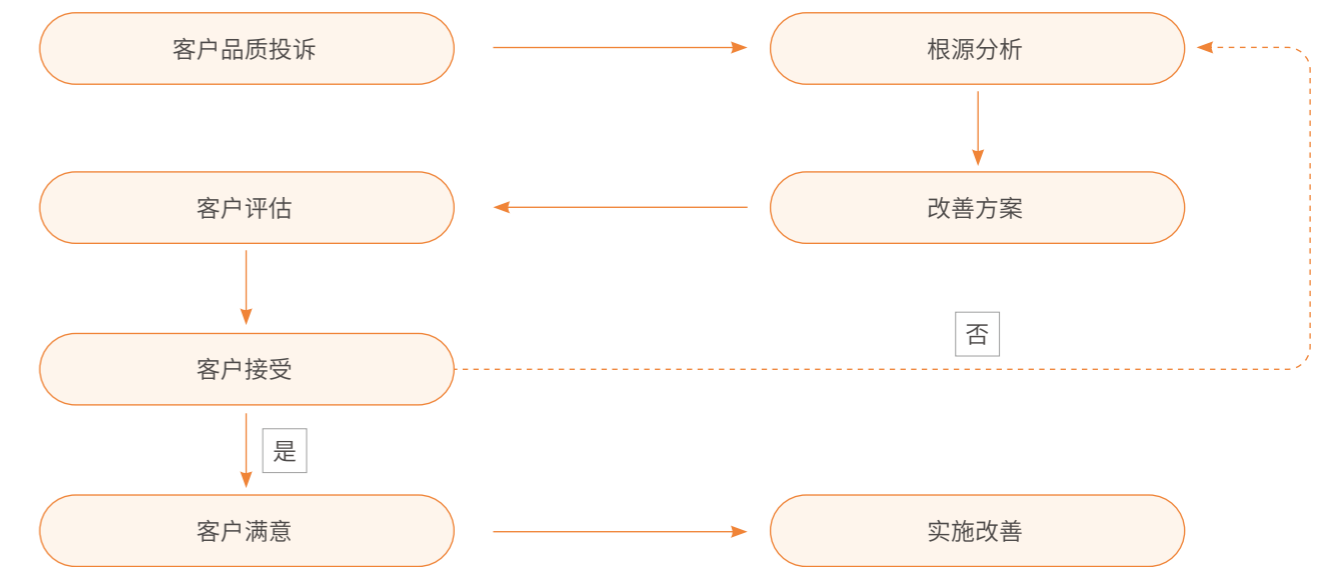 客户品质投诉
根源分析
客户评估
改善方案
否
客户接受
是
客户满意
实施改善